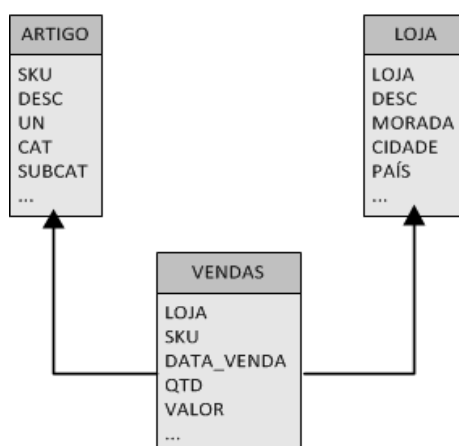 ARTIGO
SKU
DESC
UN
CAT
SUBCAT
...
LOJA
LOJA
DESC
MORADA
CIDADE
PAÍS
...
VENDAS
LOJA
SKU
DATA_VENDA
QTD
VALOR
...